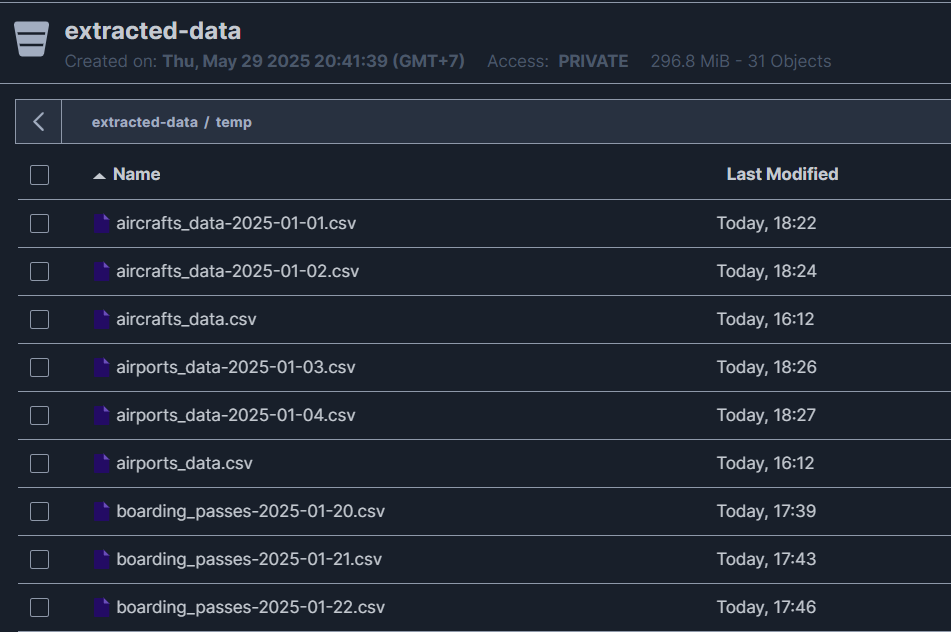 extracted-data
Created on: Thu, May 29 2025 20:41:39 (GMT+7) Access: PRIVATE 296.8 MiB - 31 Objects
extracted-data / temp
Name Last Modified
aircrafts_data-2025-01-01.csv Today, 18:22
aircrafts_data-2025-01-02.csv Today, 18:24
aircrafts_data.csv Today, 16:12
airports_data-2025-01-03.csv Today, 18:26
airports_data-2025-01-04.csv Today, 18:27
airports_data.csv Today, 16:12
boarding_passes-2025-01-20.csv Today, 17:39
boarding_passes-2025-01-21.csv Today, 17:43
boarding_passes-2025-01-22.csv Today, 17:46